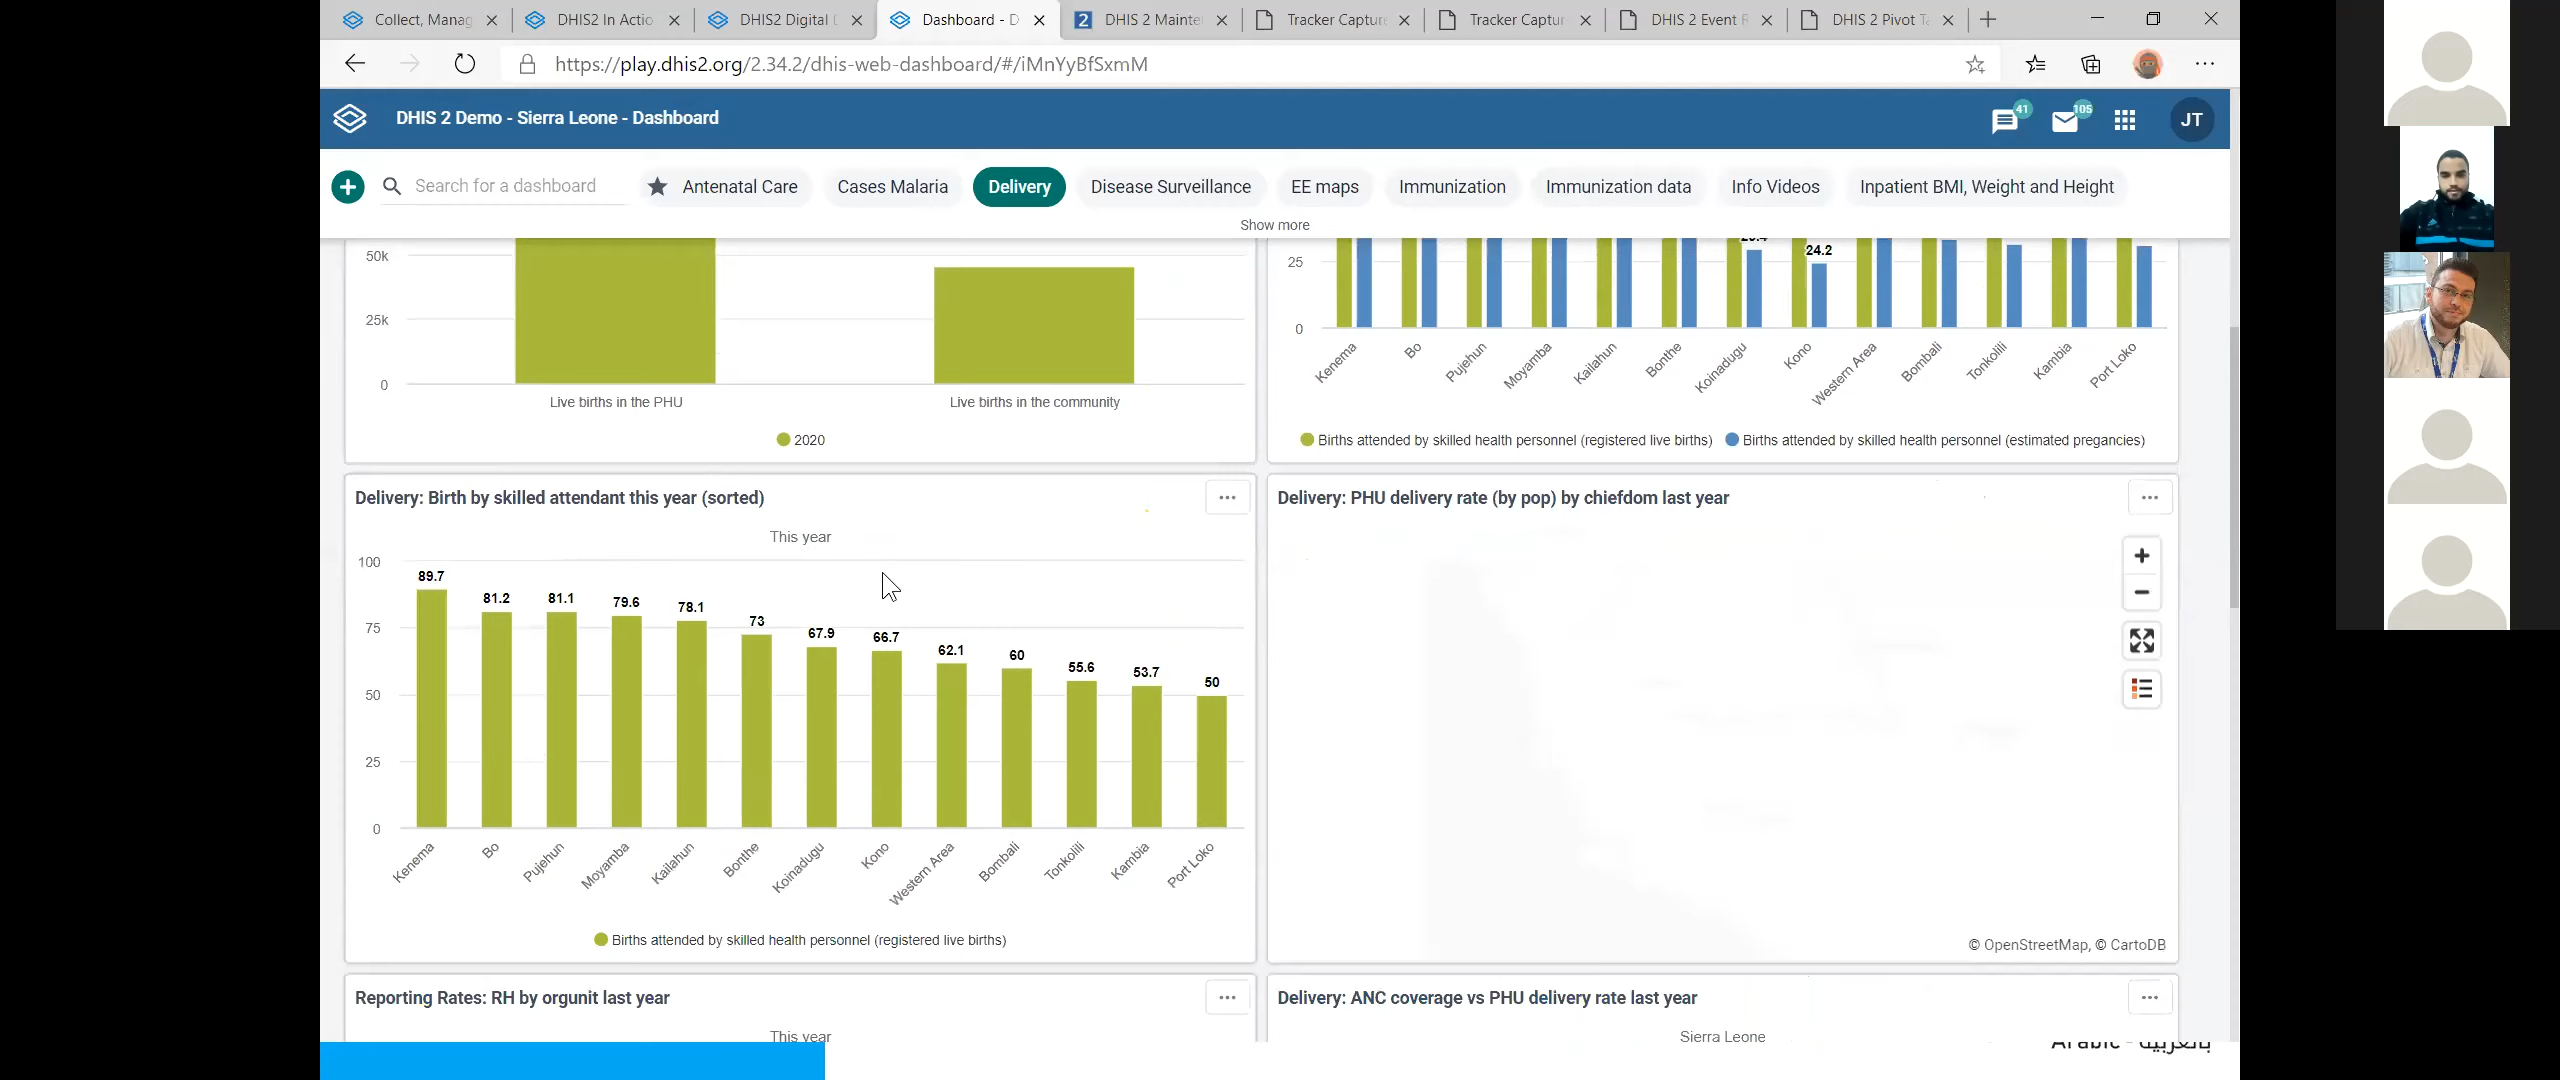 Collect, Manag
DHIS2 In Actio
DHIS2 Digital
Dashboard - D
2 DHIS 2 Mainte
Tracker Capture
Tracker Captur
DHIS 2 Event R
DHIS 2 Pivot Ta
https://play.dhis2.org/2.34.2/dhis-web-dashboard/#/iMnYyBfSxmM
DHIS 2 Demo - Sierra Leone - Dashboard
41
105
JT
Search for a dashboard
Antenatal Care
Cases Malaria
Delivery
Disease Surveillance
EE maps
Immunization
Immunization data
Info Videos
Inpatient BMI, Weight and Height
Show more
50k
25k
0
Live births in the PHU
Live births in the community
2020
24.2
25
0
Kenema
Bo
Pujehun
Moyamba
Kailahun
Bonthe
Koinadugu
Kono
Western Area
Bombali
Tonkolili
Kambia
Port Loko
Births attended by skilled health personnel (registered live births)
Births attended by skilled health personnel (estimated pregancies)
Delivery: Birth by skilled attendant this year (sorted)
This year
100
75
50
25
0
89.7
81.2
81.1
79.6
78.1
73
67.9
66.7
62.1
60
55.6
53.7
50
Kenema
Bo
Pujehun
Moyamba
Kailahun
Bonthe
Koinadugu
Kono
Western Area
Bombali
Tonkolili
Kambia
Port Loko
Births attended by skilled health personnel (registered live births)
Delivery: PHU delivery rate (by pop) by chiefdom last year
© OpenStreetMap, © CartoDB
Reporting Rates: RH by orgunit last year
This year
Delivery: ANC coverage vs PHU delivery rate last year
Sierra Leone
Arabic - بالعربية